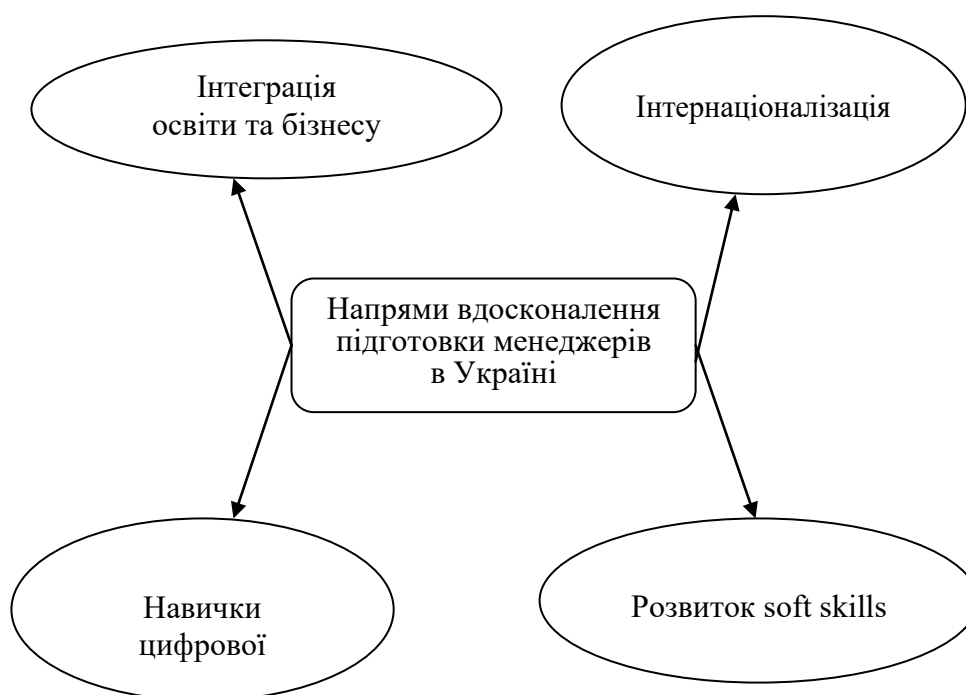 Інтеграція
освіти та бізнесу
Інтернаціоналізація
Напрями вдосконалення
підготовки менеджерів
в Україні
Навички
цифрової
Розвиток soft skills